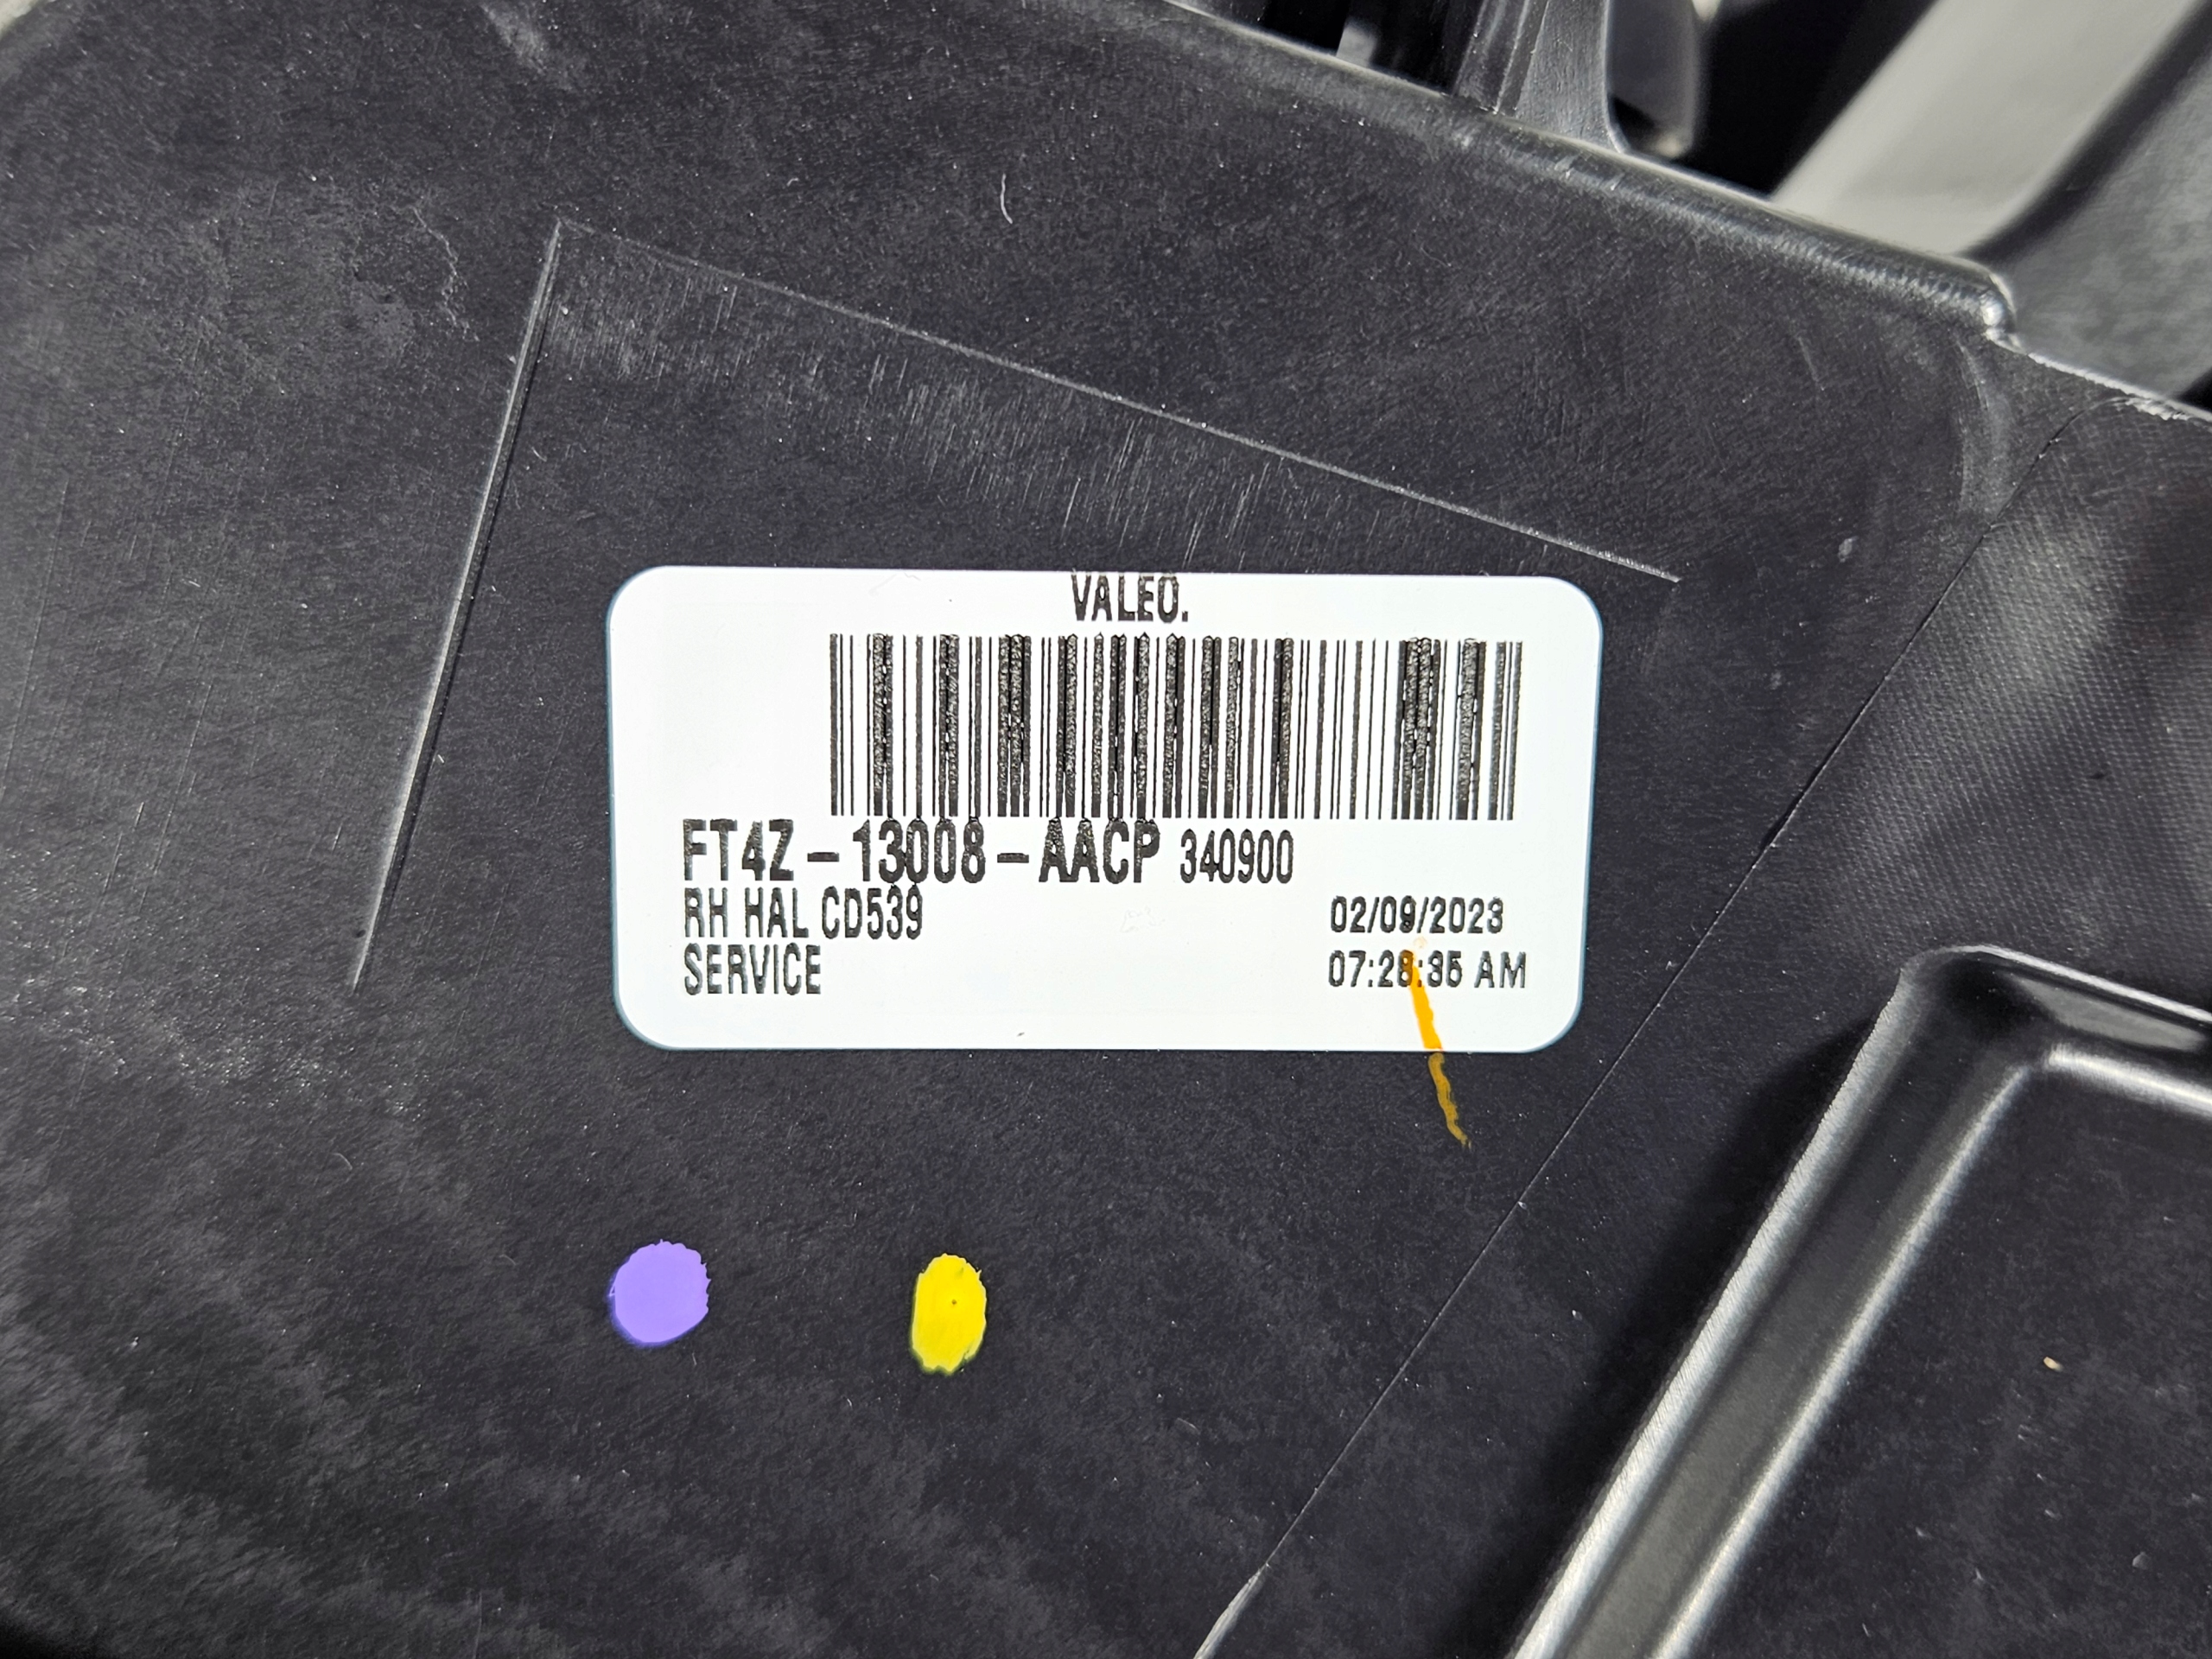 VALEO.
FT4Z-13008-AACP 340900
RH HAL CD539
02/09/2023
SERVICE
07:28:35 AM